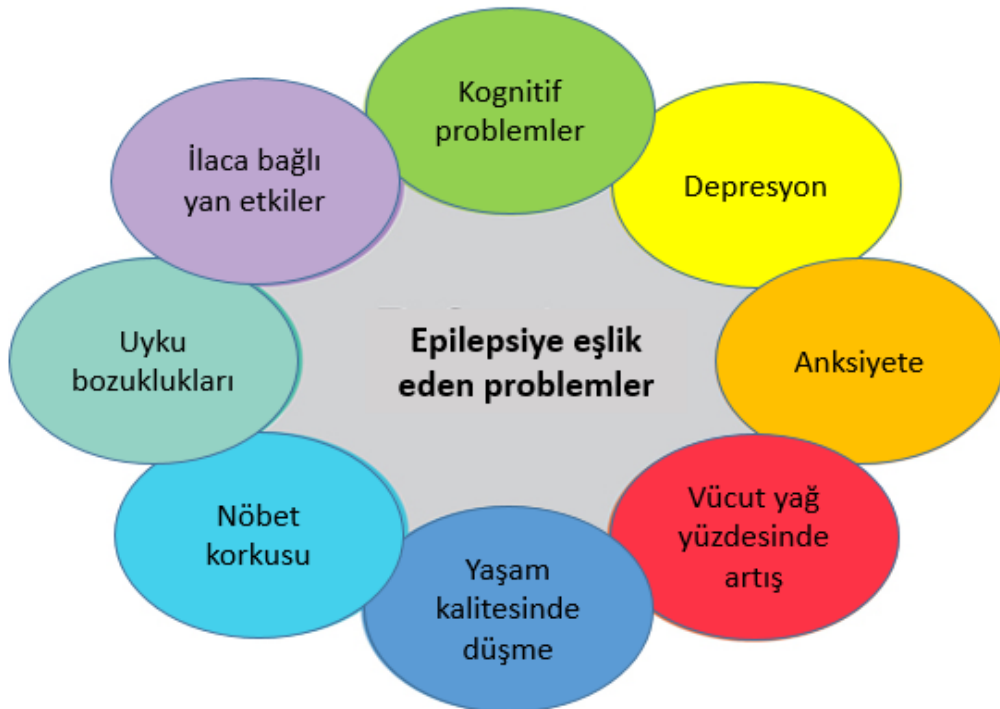 Kognitif
problemler
Depresyon
Anksiyete
Vücut yağ
yüzdesinde
artış
Yaşam
kalitesinde
düşme
Nöbet
korkusu
Uyku
bozuklukları
İlaca bağlı
yan etkiler
Epilepsiye eşlik
eden problemler